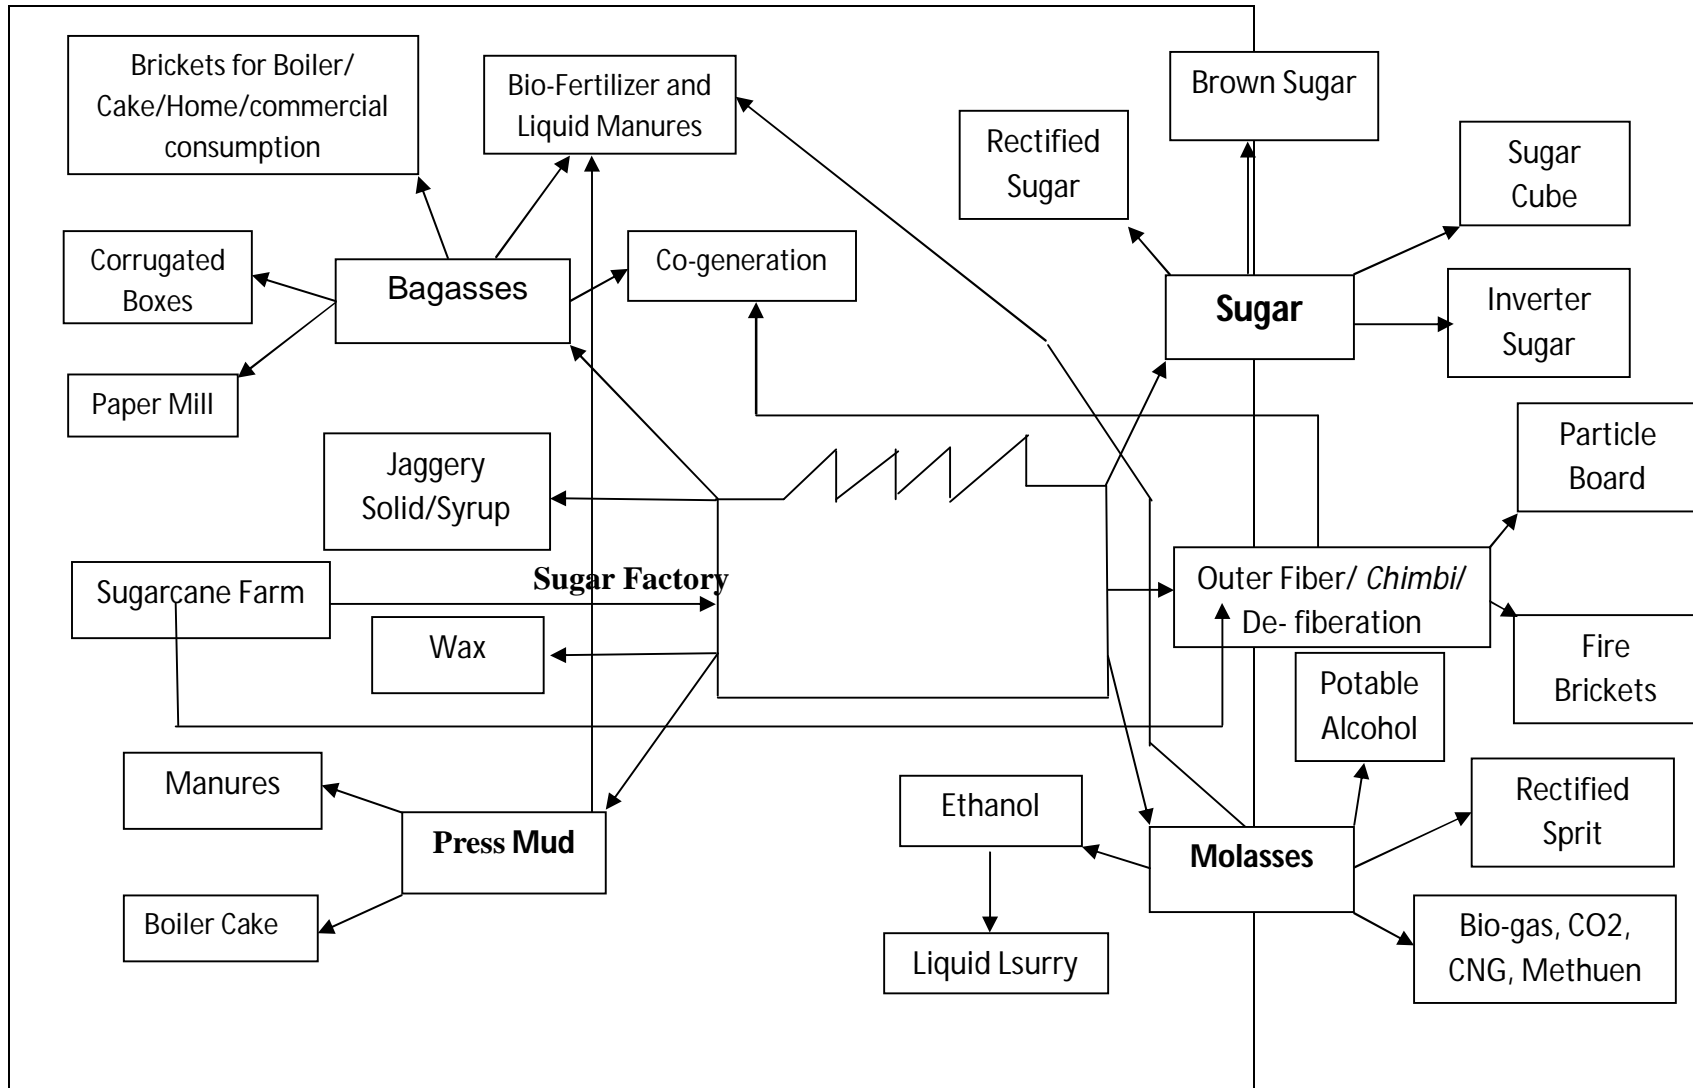 Brickets for Boiler/
Cake/Home/commercial
consumption
Bio-Fertilizer and
Liquid Manures
Brown Sugar
Rectified
Sugar
Sugar
Cube
Corrugated
Boxes
Bagasses
Co-generation
Sugar
Inverter
Sugar
Paper Mill
Jaggery
Solid/Syrup
Particle
Board
Sugarcane Farm
Sugar Factory
Outer Fiber/ Chimbi/
De- fiberation
Wax
Fire
Brickets
Potable
Alcohol
Manures
Press Mud
Ethanol
Molasses
Rectified
Sprit
Boiler Cake
Liquid Lsurry
Bio-gas, CO2,
CNG, Methuen